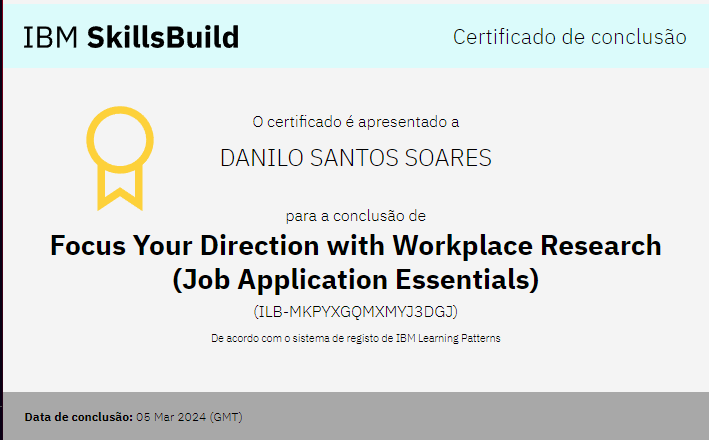 IBM SkillsBuild
Certificado de conclusão
O certificado é apresentado a
DANILO SANTOS SOARES
para a conclusão de
Focus Your Direction with Workplace Research
(Job Application Essentials)
(ILB-MKPYXGQMXMYJ3DGJ)
De acordo com o sistema de registo de IBM Learning Patterns
Data de conclusão: 05 Mar 2024 (GMT)